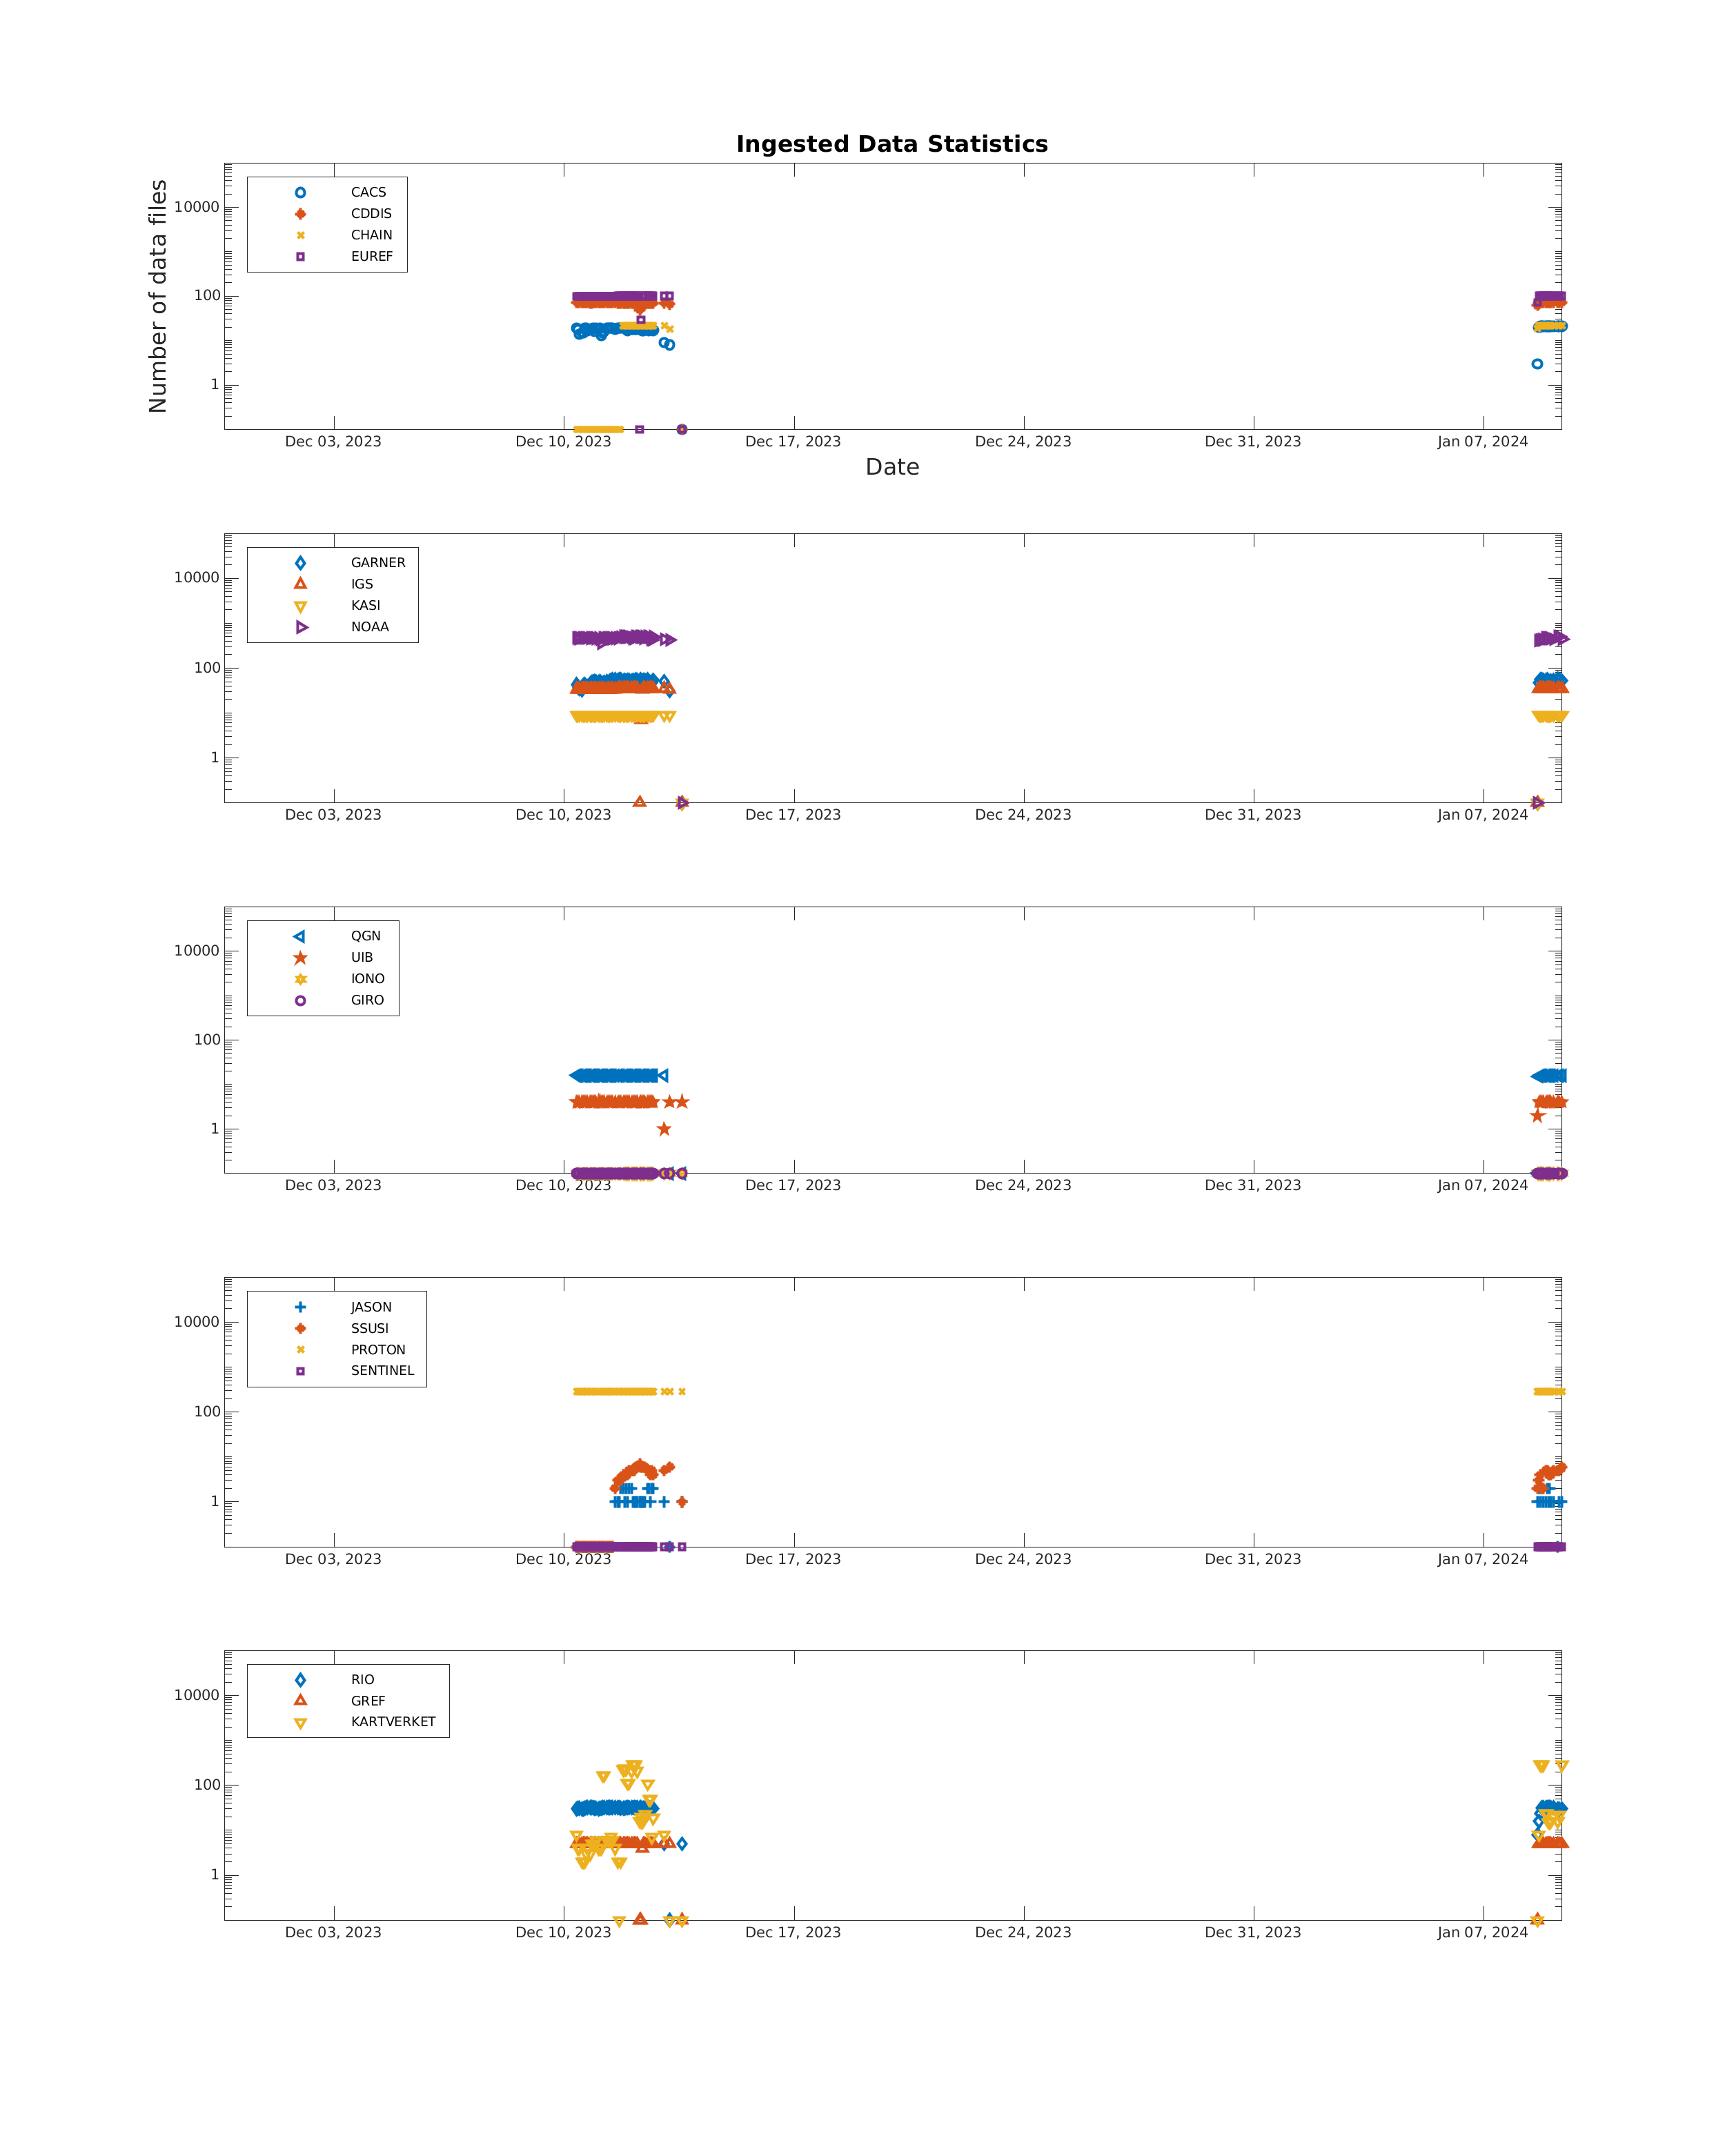 Ingested Data Statistics
Number of data files
CACS
CDDIS
CHAIN
EUREF
10000
100
1
Dec 03, 2023 Dec 10, 2023 Dec 17, 2023 Dec 24, 2023 Dec 31, 2023 Jan 07, 2024
Date
GARNER
IGS
KASI
NOAA
10000
100
1
Dec 03, 2023 Dec 10, 2023 Dec 17, 2023 Dec 24, 2023 Dec 31, 2023 Jan 07, 2024
QGN
UIB
IONO
GIRO
10000
100
1
Dec 03, 2023 Dec 10, 2023 Dec 17, 2023 Dec 24, 2023 Dec 31, 2023 Jan 07, 2024
JASON
SSUSI
PROTON
SENTINEL
10000
100
1
Dec 03, 2023 Dec 10, 2023 Dec 17, 2023 Dec 24, 2023 Dec 31, 2023 Jan 07, 2024
RIO
GREF
KARTVERKET
10000
100
1
Dec 03, 2023 Dec 10, 2023 Dec 17, 2023 Dec 24, 2023 Dec 31, 2023 Jan 07, 2024